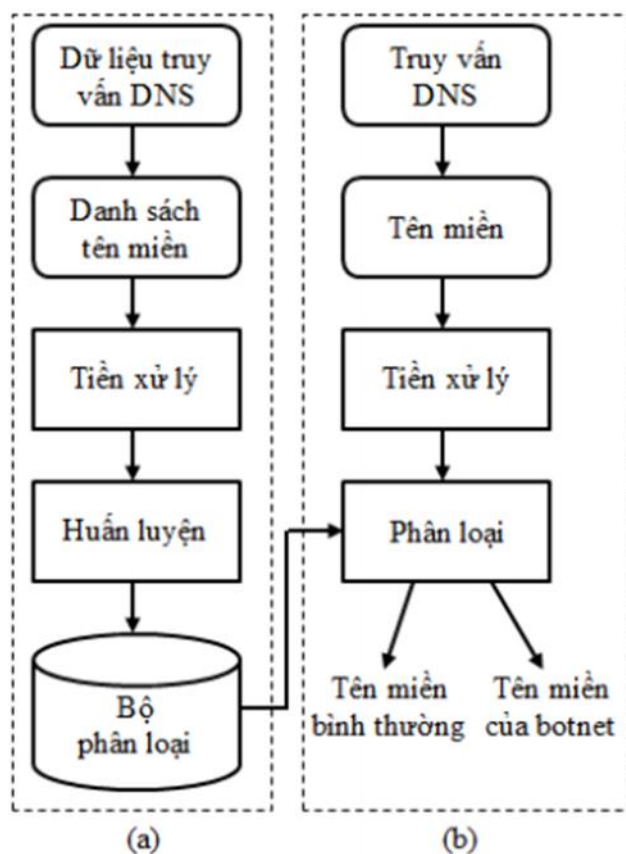 Dữ liệu truy
vấn DNS
Danh sách
tên miền
Tiền xử lý
Huấn luyện
Bộ
phân loại
(a)
Truy vấn
DNS
Tên miền
Tiền xử lý
Phân loại
Tên miền
bình thường
Tên miền
của botnet
(b)